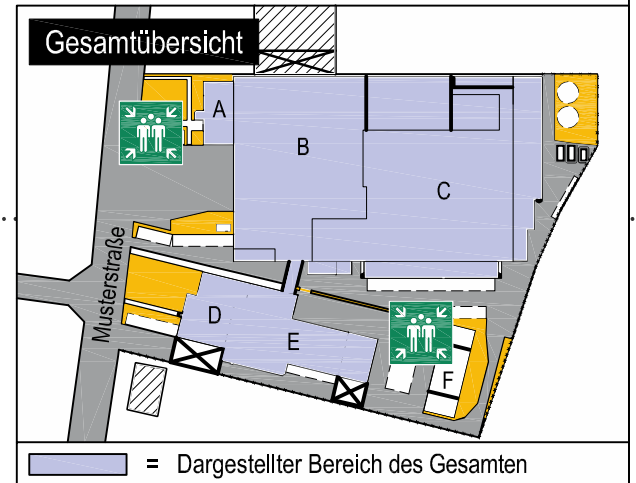 Gesamtübersicht
A
B
C
Musterstraße
D
E
F
= Dargestellter Bereich des Gesamten